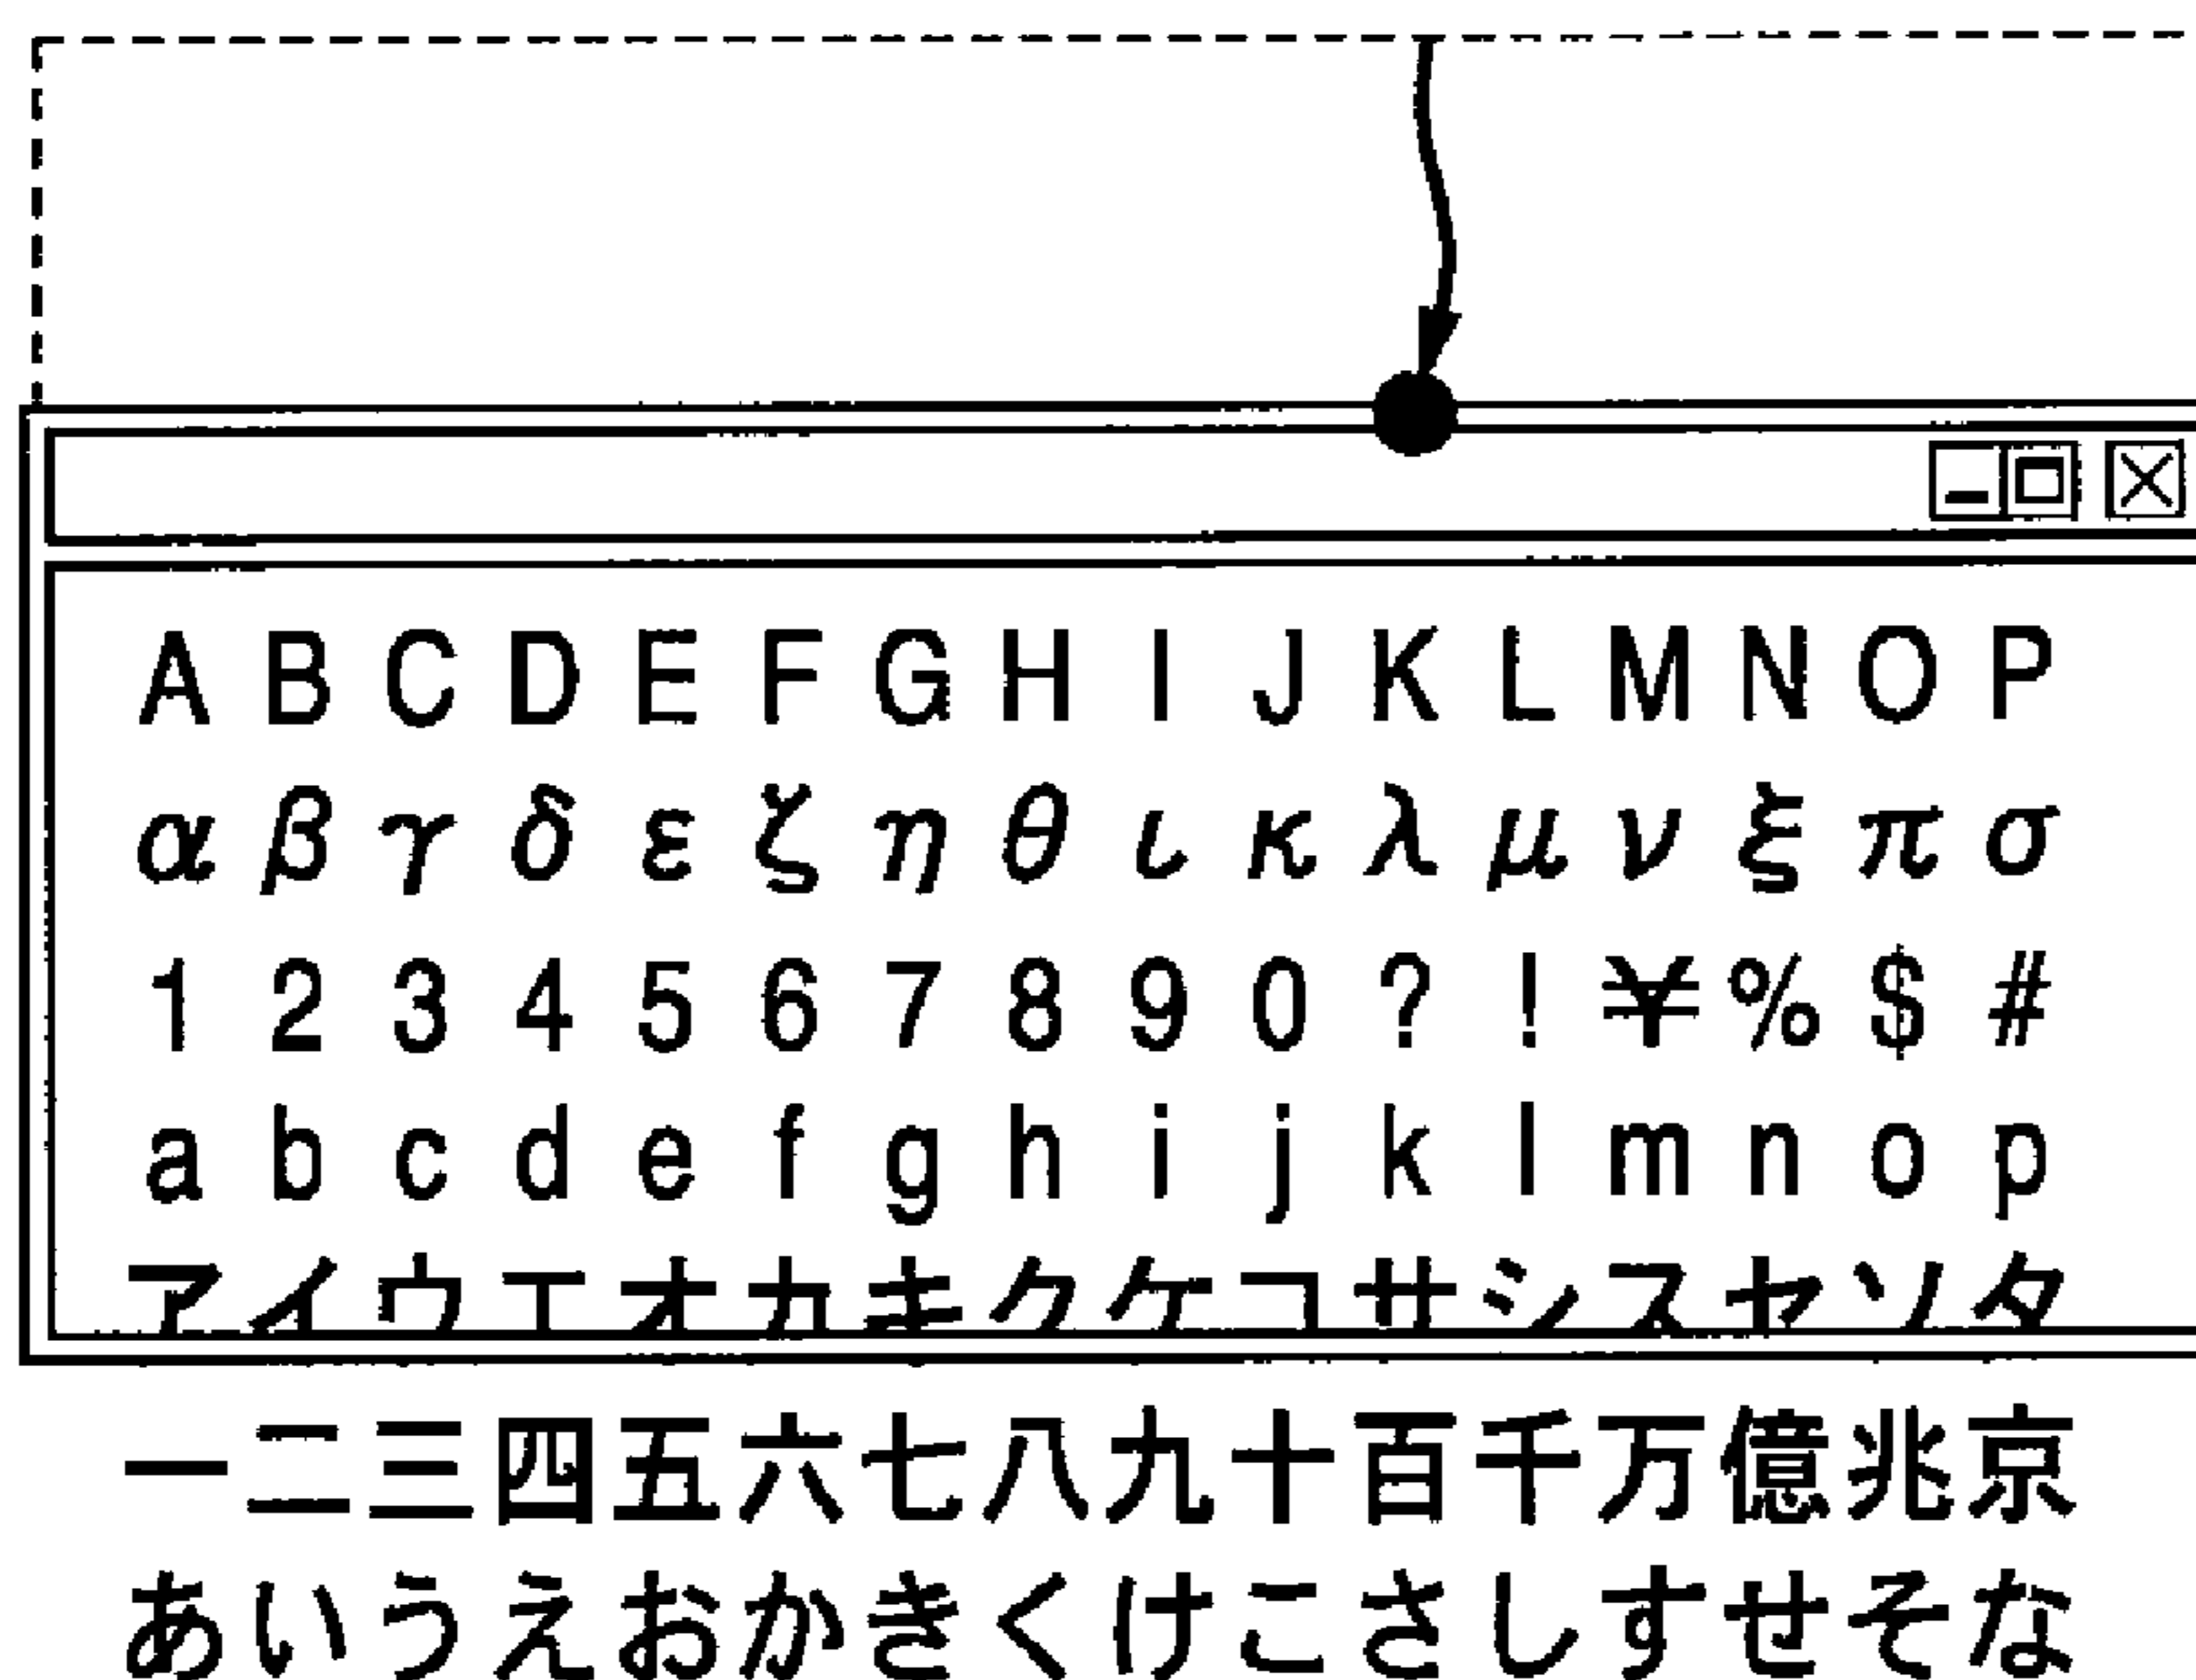 A B C D E F G H I J K L M N O P
α β γ δ ε ζ η θ ι κ λ μ ν ξ π σ
1 2 3 4 5 6 7 8 9 0 ? ! ¥ % $ #
a b c d e f g h i j k l m n o p
ア イ ウ エ オ カ キ ク ケ コ サ シ ス セ ソ タ
一 二 三 四 五 六 七 八 九 十 百 千 万 億 兆 京
あ い う え お か き く け こ さ し す せ そ な